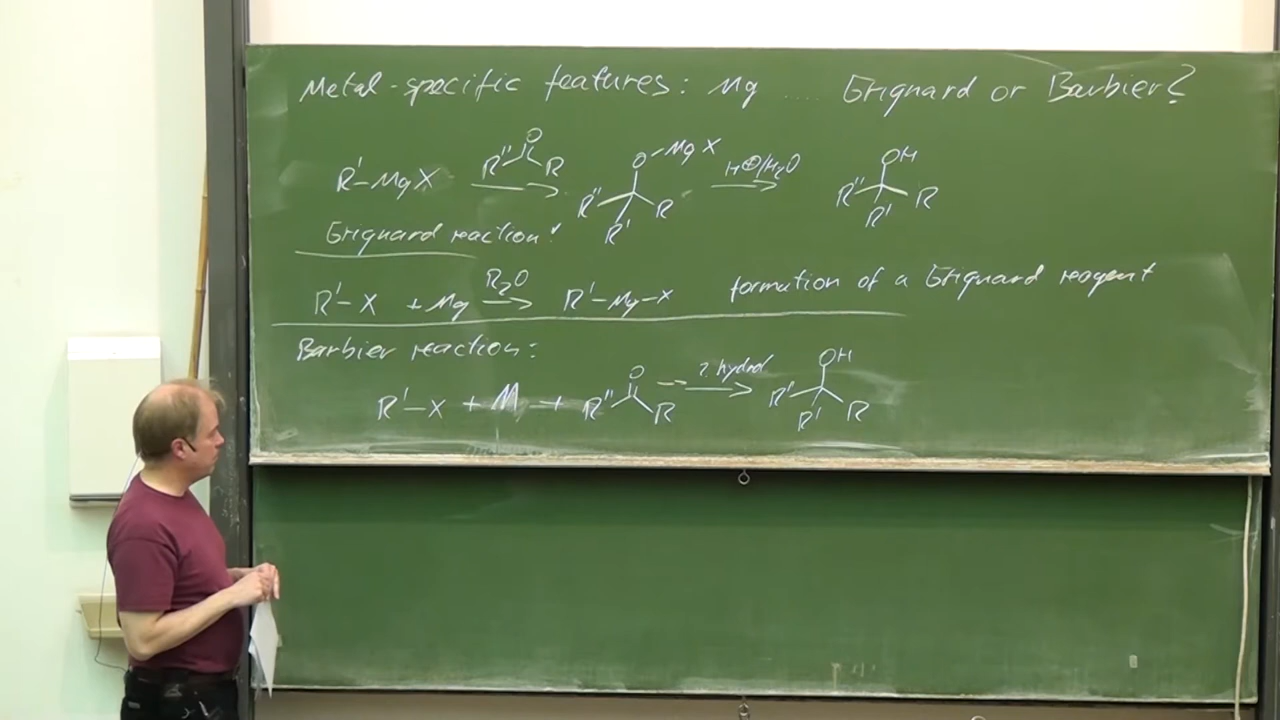 Metal-specific features: Mg .... Grignard or Barbier?
R'-MgX R'' O R O-MgX R'' R' R H⊕/H2O OH R'' R' R
Grignard reaction!
R'-X + Mg R2O R'-Mg-X formation of a Grignard reagent
Barbier reaction:
R'-X + M + R'' O R 2. hydrol OH R' R' R